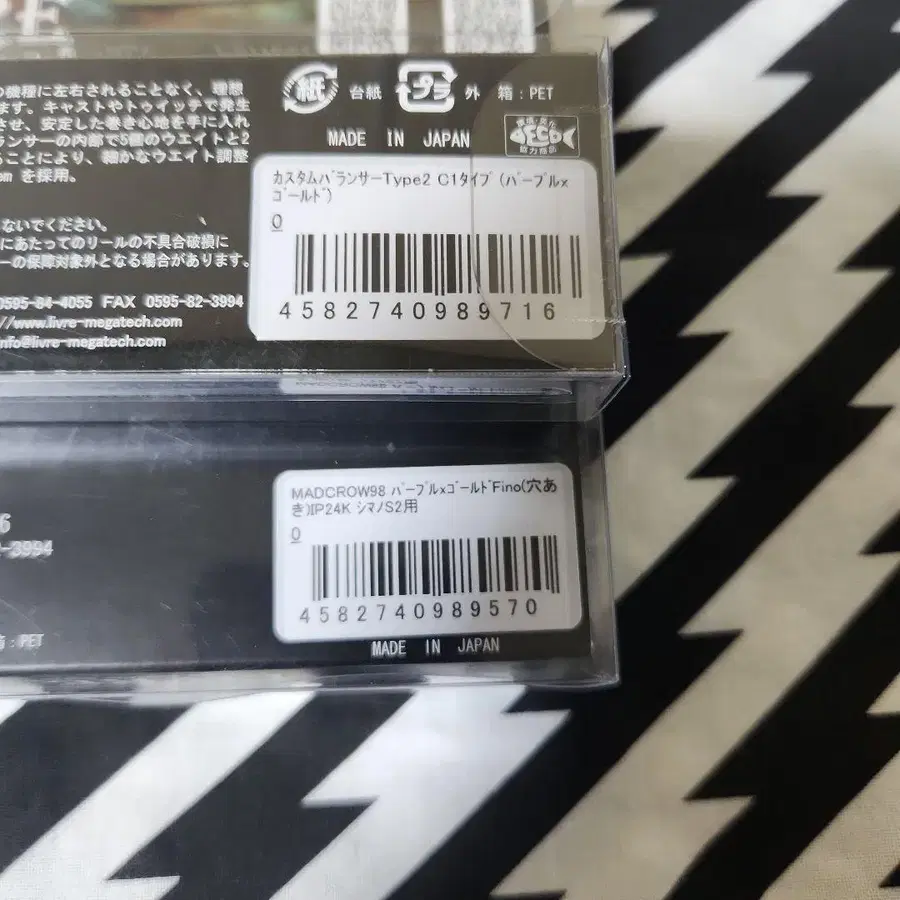 の機種に左右されることなく、理想
ます。キャストやトゥイッチで発生
させ、安定した巻き心地を手に入れ
ランサーの内部で5個のウエイトと2
ることにより、細かなウエイト調整
em を採用。
紙 台紙 プラ 外 箱:PET
MADE IN JAPAN
ECO
協力商品
カスタムバランサーType2 C1タイプ (パープルx
ゴールド)
0
4582740989716
ないでください。
にあたってのリールの不具合破損に
ーの保障対象外となる場合があります。
0595-84-4055 FAX 0595-82-3994
//www.livre-megatech.com
info@livre-megatech.com
MADCROW98 パープルxゴールドFino(穴あ
き)IP24K シマノS2用
0
4582740989570
6
-3994
箱:PET
MADE IN JAPAN